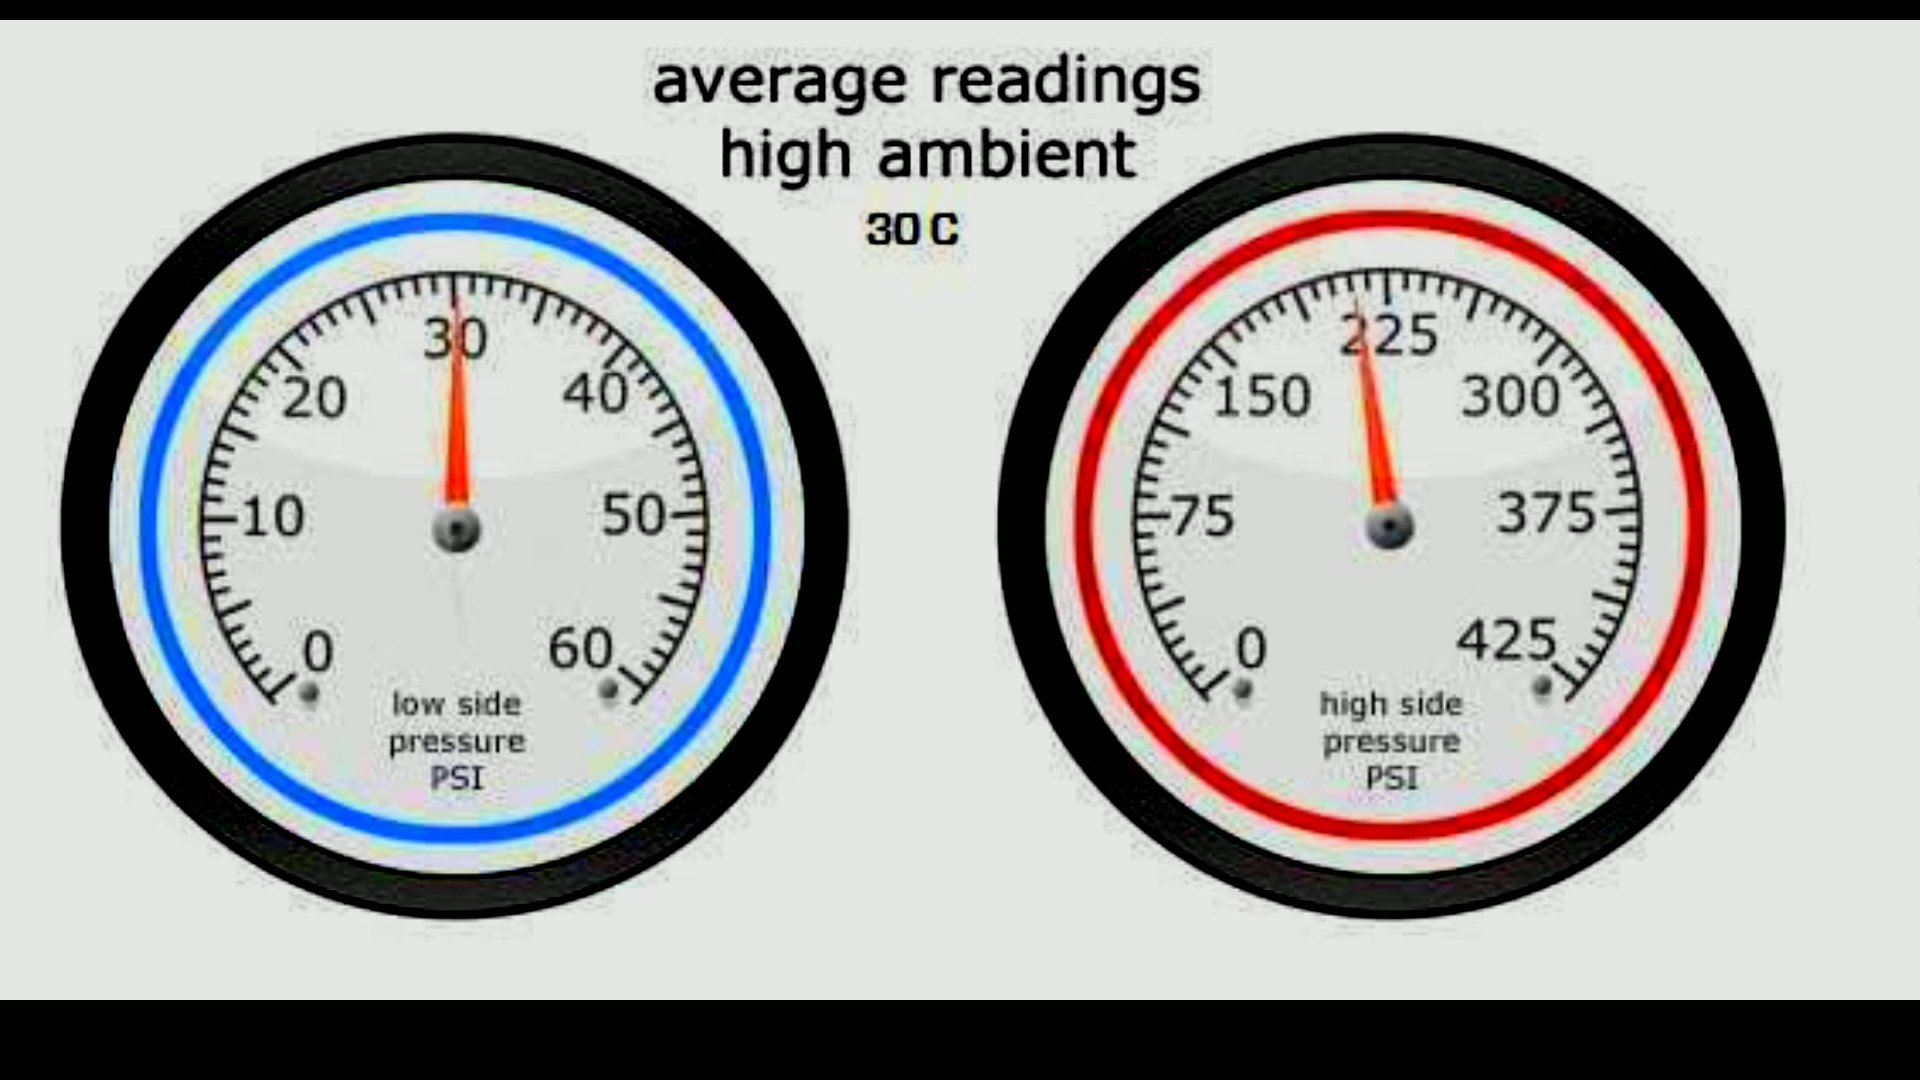 average readings
high ambient
30 C
0
10
20
30
40
50
60
low side
pressure
PSI
0
75
150
225
300
375
425
high side
pressure
PSI